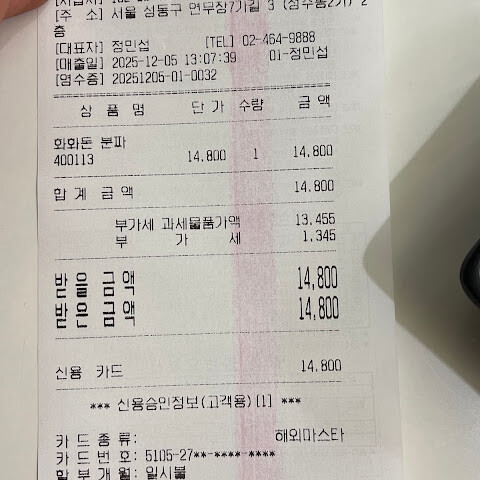 [주 소] 서울 성동구 연무장7가길 3 (성수동2가) 2
층
[대표자] 정민섭 [TEL] 02-464-9888
[매출일] 2025-12-05 13:07:39 01-정민섭
[영수증] 20251205-01-0032
상 품 명 단 가 수량 금 액
화화돈 분파
400113 14,800 1 14,800
합 계 금 액 14,800
부가세 과세물품가액 13,455
부 가 세 1,345
받을 금액 14,800
받은 금액 14,800
신용 카드 14,800
*** 신용승인정보(고객용)[1] ***
카 드 종 류: 해외마스타
카 드 번 호: 5105-27**-****-****
할 부 개 월: 일시불